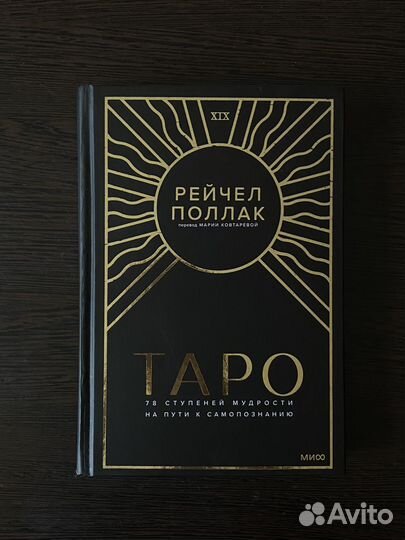 XIX
РЕЙЧЕЛ
ПОЛЛАК
перевод МАРИИ КОВТАРЕВОЙ
ТАРО
78 СТУПЕНЕЙ МУДРОСТИ
НА ПУТИ К САМОПОЗНАНИЮ
МИФ
Avito